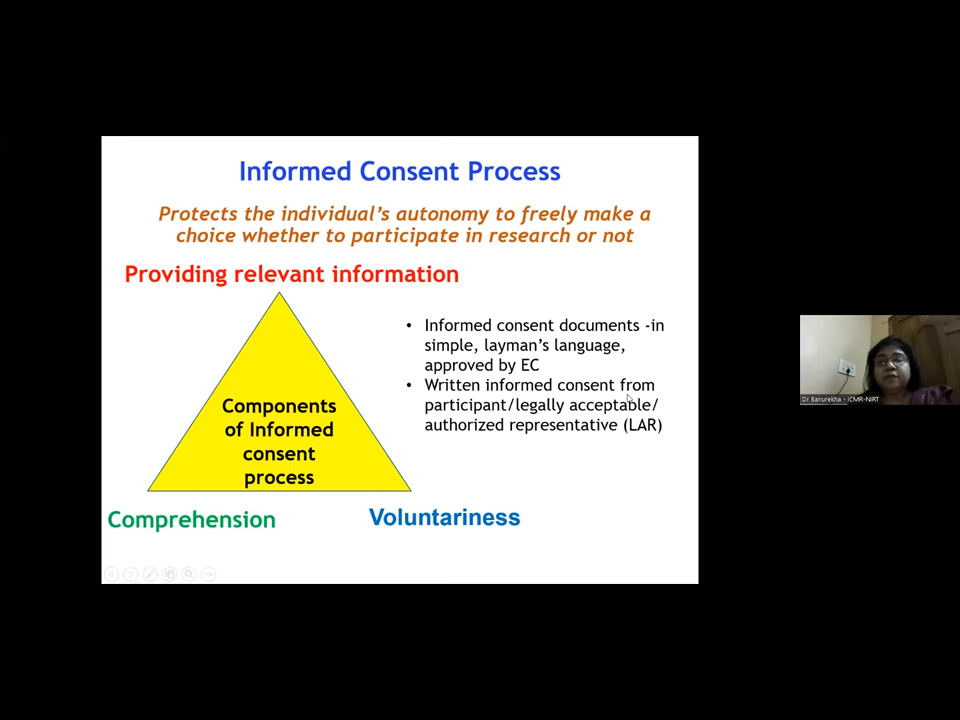 Informed Consent Process
Protects the individual's autonomy to freely make a
choice whether to participate in research or not
Providing relevant information
• Informed consent documents -in
simple, layman's language,
approved by EC
• Written informed consent from
participant/legally acceptable/
authorized representative (LAR)
Components
of Informed
consent
process
Comprehension
Voluntariness
Dr Banurekha - ICMR-NIRT